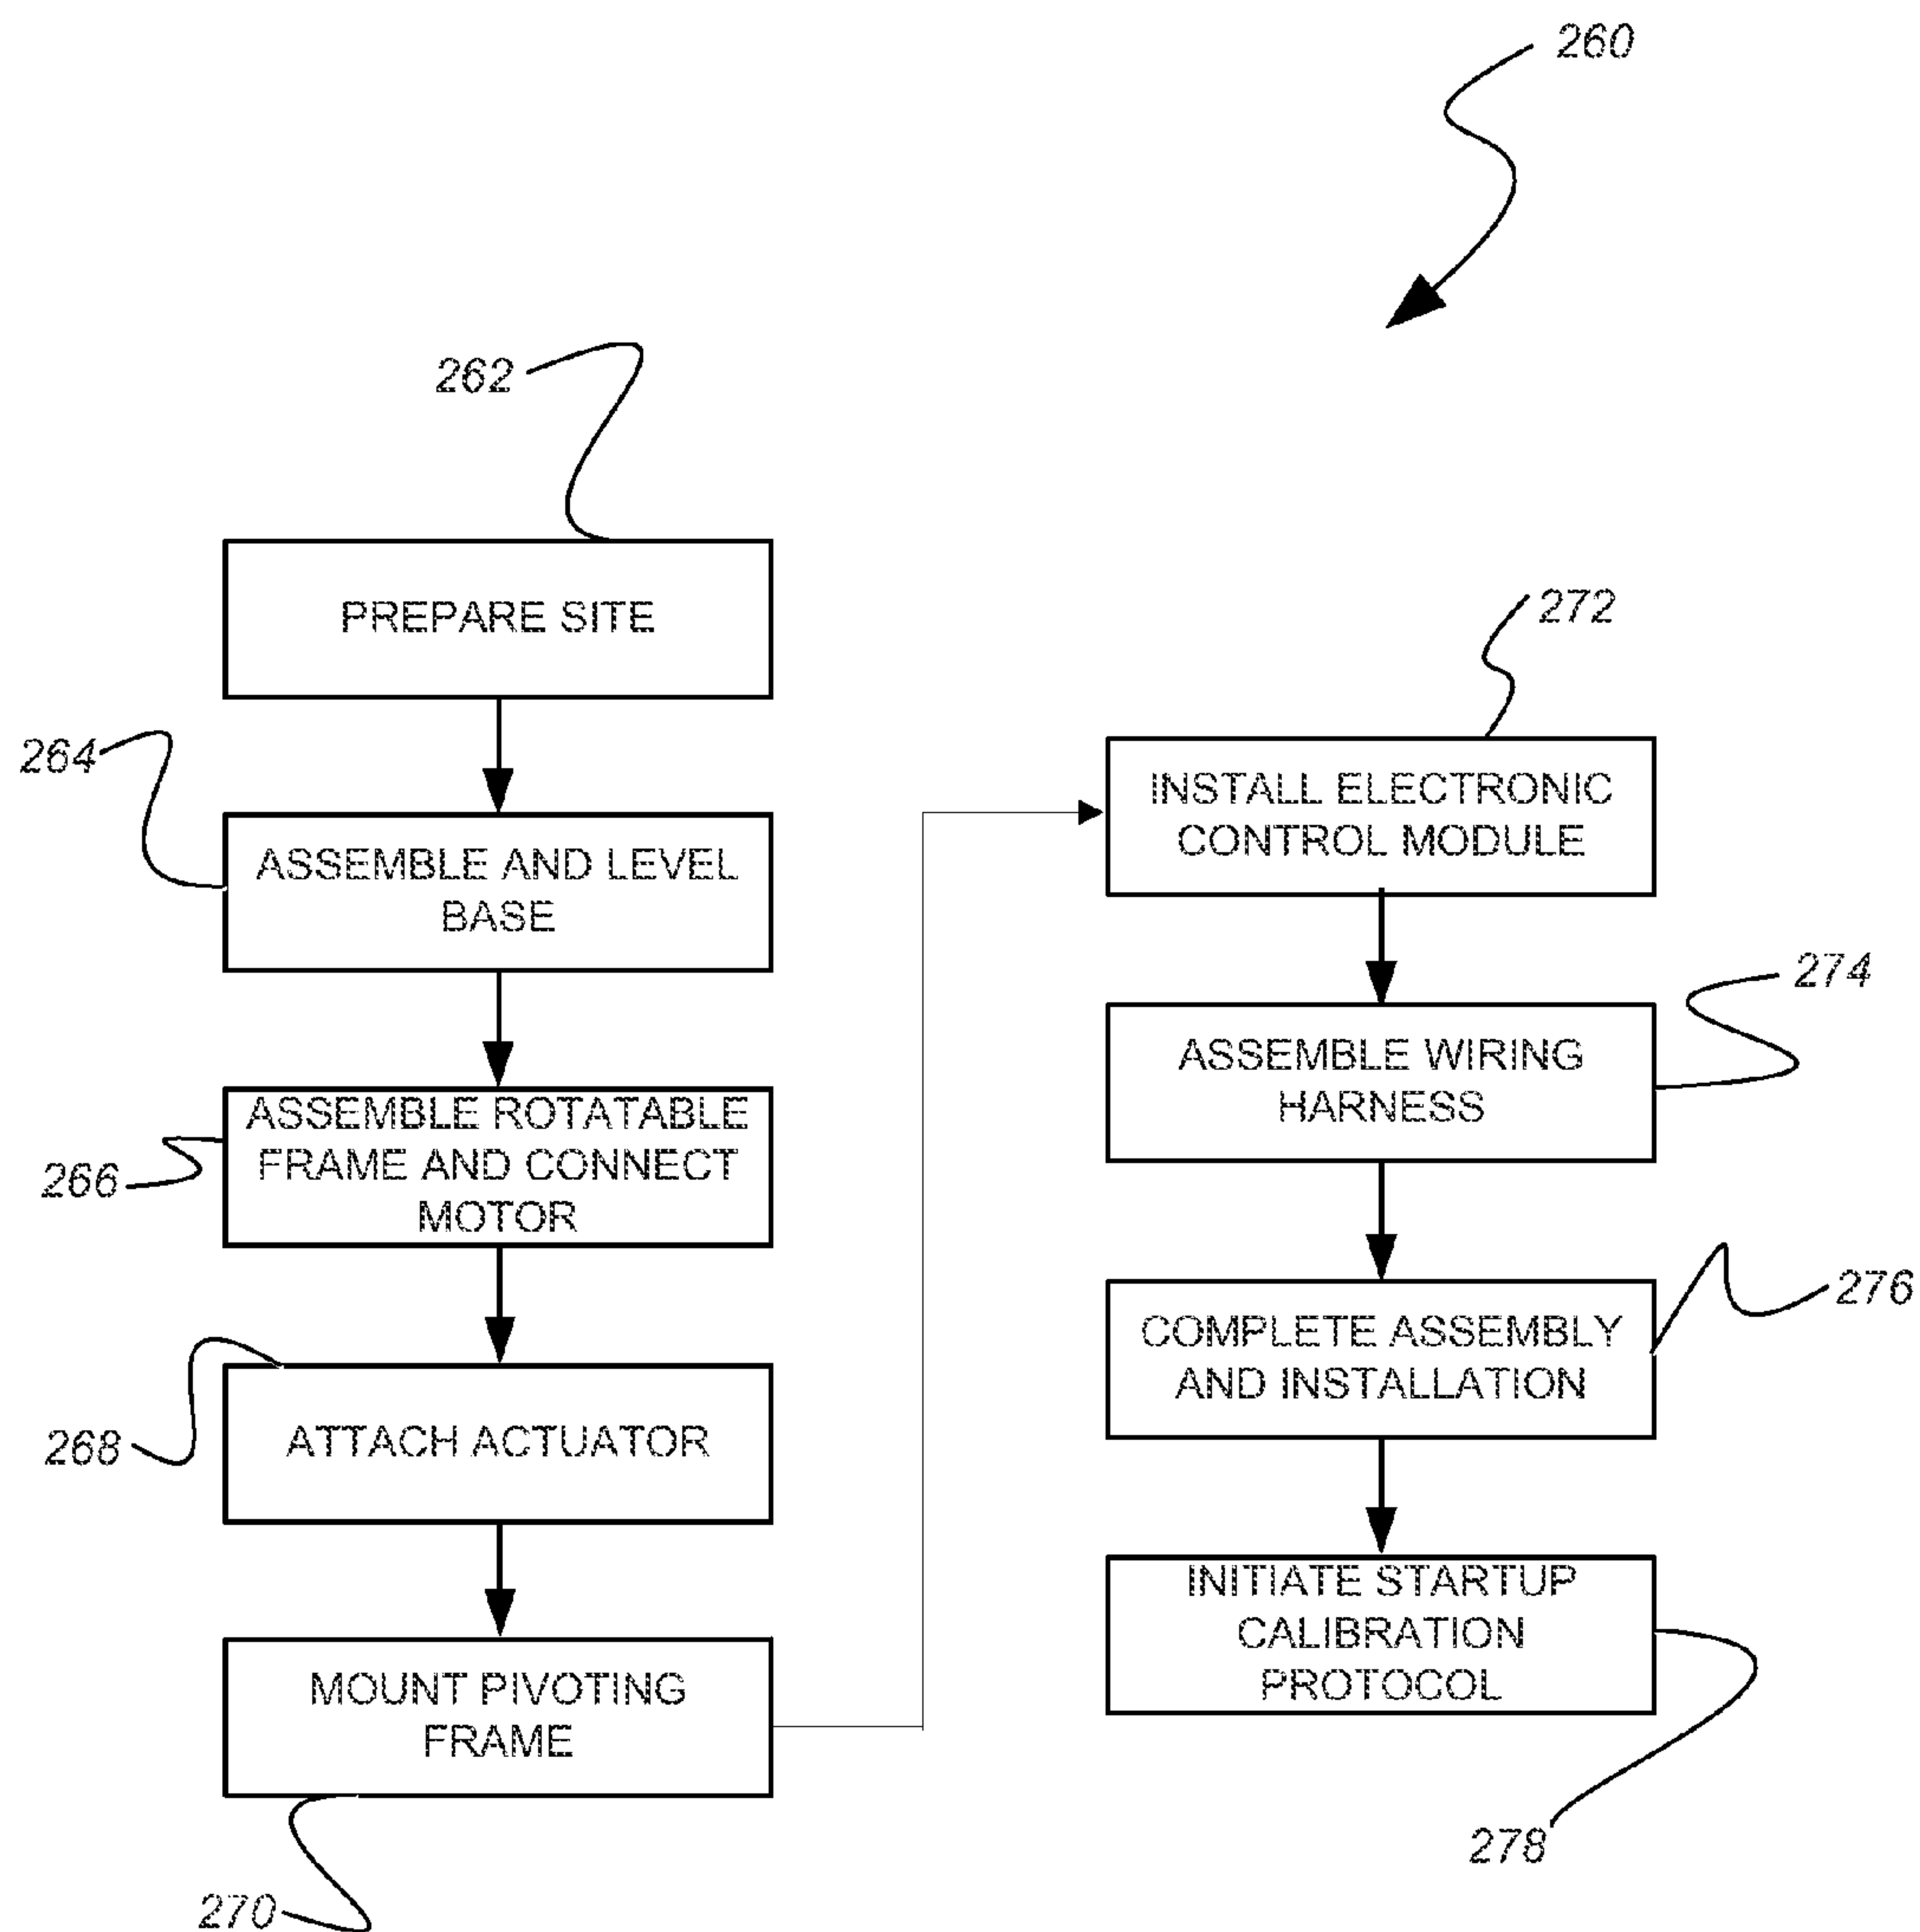 260
262
PREPARE SITE
264
ASSEMBLE AND LEVEL
BASE
266
ASSEMBLE ROTATABLE
FRAME AND CONNECT
MOTOR
268
ATTACH ACTUATOR
MOUNT PIVOTING
FRAME
270
272
INSTALL ELECTRONIC
CONTROL MODULE
274
ASSEMBLE WIRING
HARNESS
276
COMPLETE ASSEMBLY
AND INSTALLATION
INITIATE STARTUP
CALIBRATION
PROTOCOL
278